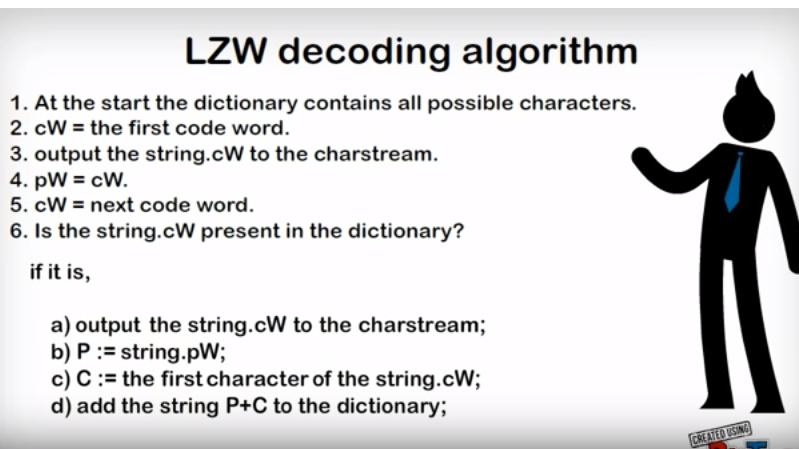 LZW decoding algorithm
1. At the start the dictionary contains all possible characters.
2. cW = the first code word.
3. output the string.cW to the charstream.
4. pW = cW.
5. cW = next code word.
6. Is the string.cW present in the dictionary?
if it is,
a) output the string.cW to the charstream;
b) P := string.pW;
c) C := the first character of the string.cW;
d) add the string P+C to the dictionary;
CREATED USING